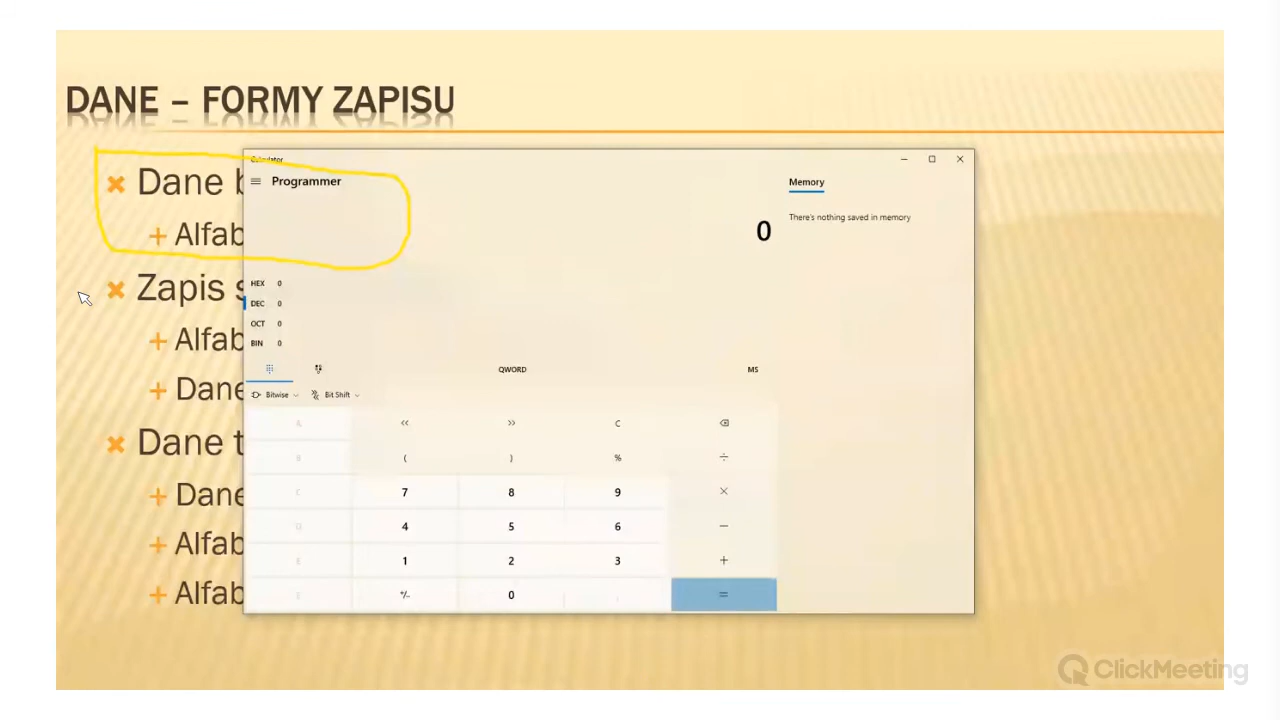 DANE – FORMY ZAPISU
Calculator
Dane b
Programmer
Memory
There's nothing saved in memory
0
Alfab
Zapis s
HEX 0
DEC 0
OCT 0
BIN 0
Alfab
QWORD MS
Dane
Bitwise Bit Shift
A << >> C
Dane t
B ( ) % ÷
C 7 8 9 ×
Dane
D 4 5 6 −
Alfab
E 1 2 3 +
F +/- 0 . =
Alfab
ClickMeeting